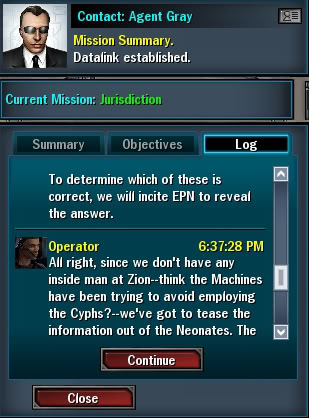 Contact: Agent Gray
Mission Summary.
Datalink established.
Current Mission: Jurisdiction
Summary
Objectives
Log
To determine which of these is
correct, we will incite EPN to reveal
the answer.
Operator 6:37:28 PM
All right, since we don't have any
inside man at Zion--think the Machines
have been trying to avoid employing
the Cyphs?--we've got to tease the
information out of the Neonates. The
Continue
Close